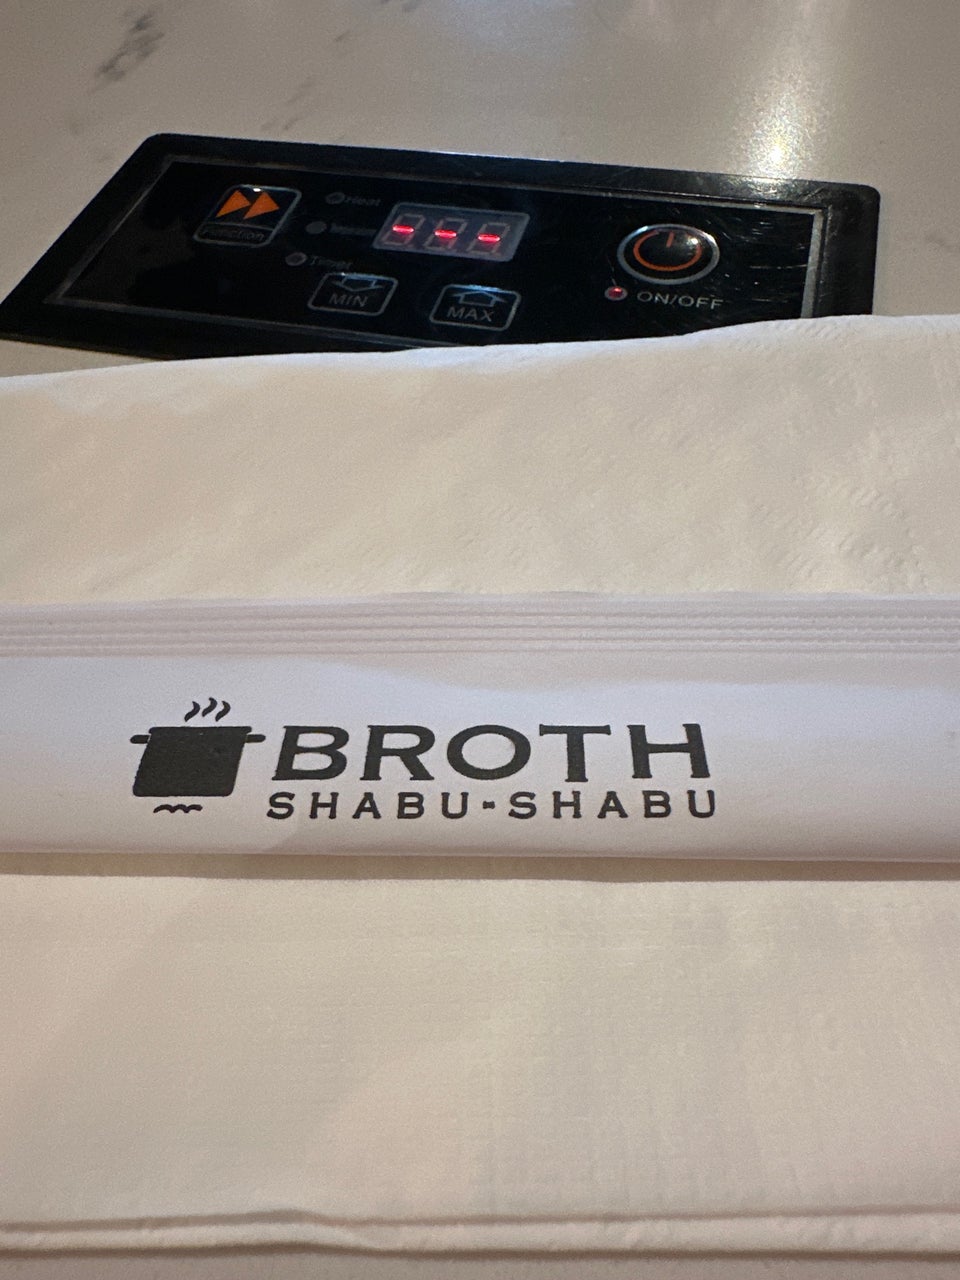 Function
Heat
Timer
MIN
MAX
ON/OFF
BROTH
SHABU-SHABU